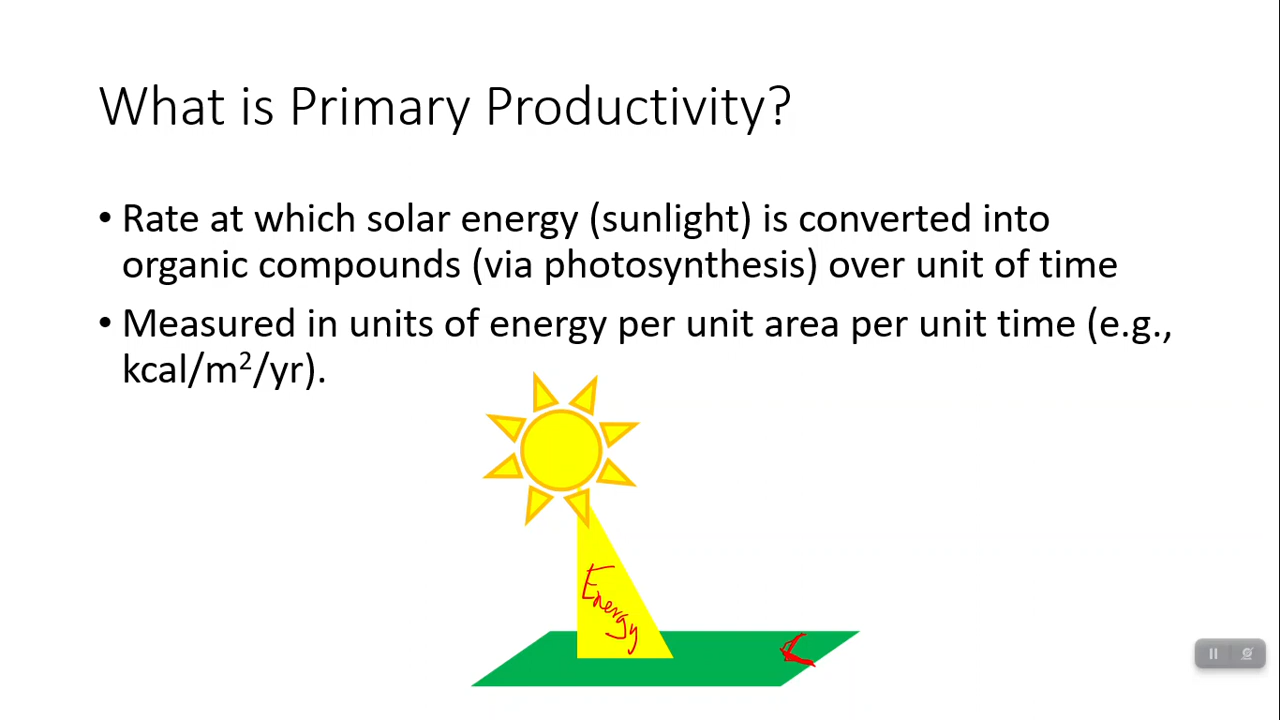 What is Primary Productivity?
• Rate at which solar energy (sunlight) is converted into
organic compounds (via photosynthesis) over unit of time
• Measured in units of energy per unit area per unit time (e.g.,
kcal/m²/yr).
Energy